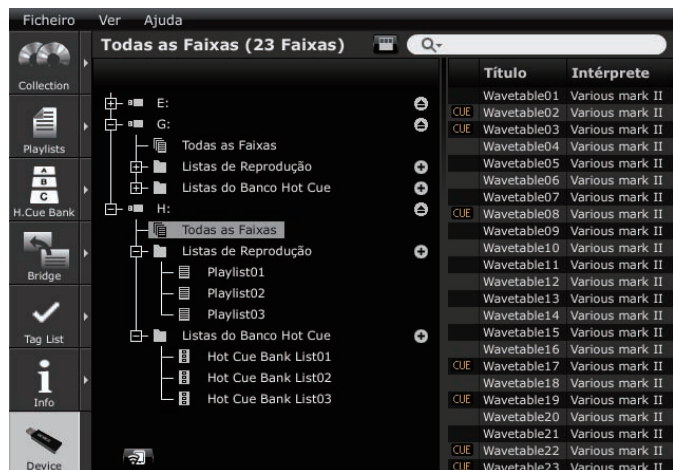 Ficheiro Ver Ajuda
Todas as Faixas (23 Faixas)
Collection
Playlists
A
B
C
H.Cue Bank
Bridge
Tag List
Info
Device
E:
G:
Todas as Faixas
Listas de Reprodução
Listas do Banco Hot Cue
H:
Todas as Faixas
Listas de Reprodução
Playlist01
Playlist02
Playlist03
Listas do Banco Hot Cue
Hot Cue Bank List01
Hot Cue Bank List02
Hot Cue Bank List03
Título Intérprete
Wavetable01 Various mark II
CUE Wavetable02 Various mark II
CUE Wavetable03 Various mark II
Wavetable04 Various mark II
Wavetable05 Various mark II
Wavetable06 Various mark II
Wavetable07 Various mark II
CUE Wavetable08 Various mark II
Wavetable09 Various mark II
Wavetable10 Various mark II
Wavetable11 Various mark II
Wavetable12 Various mark II
Wavetable13 Various mark II
Wavetable14 Various mark II
Wavetable15 Various mark II
Wavetable16 Various mark II
CUE Wavetable17 Various mark II
Wavetable18 Various mark II
CUE Wavetable19 Various mark II
Wavetable20 Various mark II
Wavetable21 Various mark II
CUE Wavetable22 Various mark II
CUE Wavetable23 Various mark II